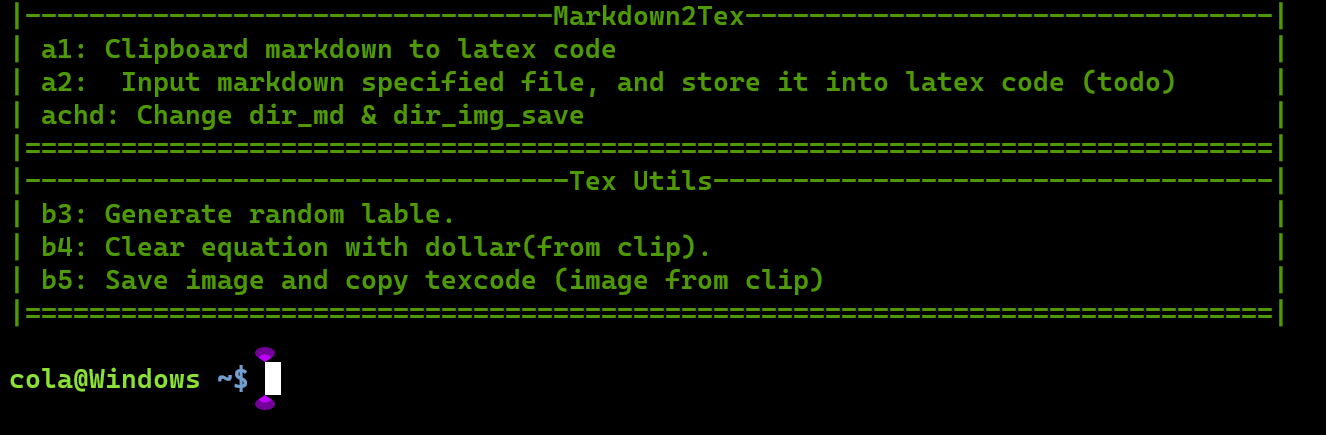 |---------------------------------Markdown2Tex---------------------------------|
| a1: Clipboard markdown to latex code |
| a2:  Input markdown specified file, and store it into latex code (todo) |
| achd: Change dir_md & dir_img_save |
|==============================================================================|
|----------------------------------Tex Utils-----------------------------------|
| b3: Generate random lable. |
| b4: Clear equation with dollar(from clip). |
| b5: Save image and copy texcode (image from clip) |
|==============================================================================|
cola@Windows ~$